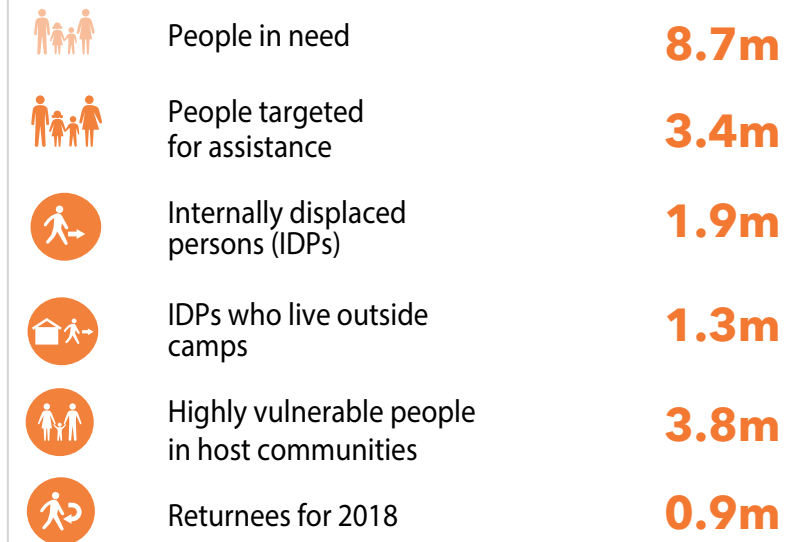 People in need
8.7m
People targeted
for assistance
3.4m
Internally displaced
persons (IDPs)
1.9m
IDPs who live outside
camps
1.3m
Highly vulnerable people
in host communities
3.8m
Returnees for 2018
0.9m